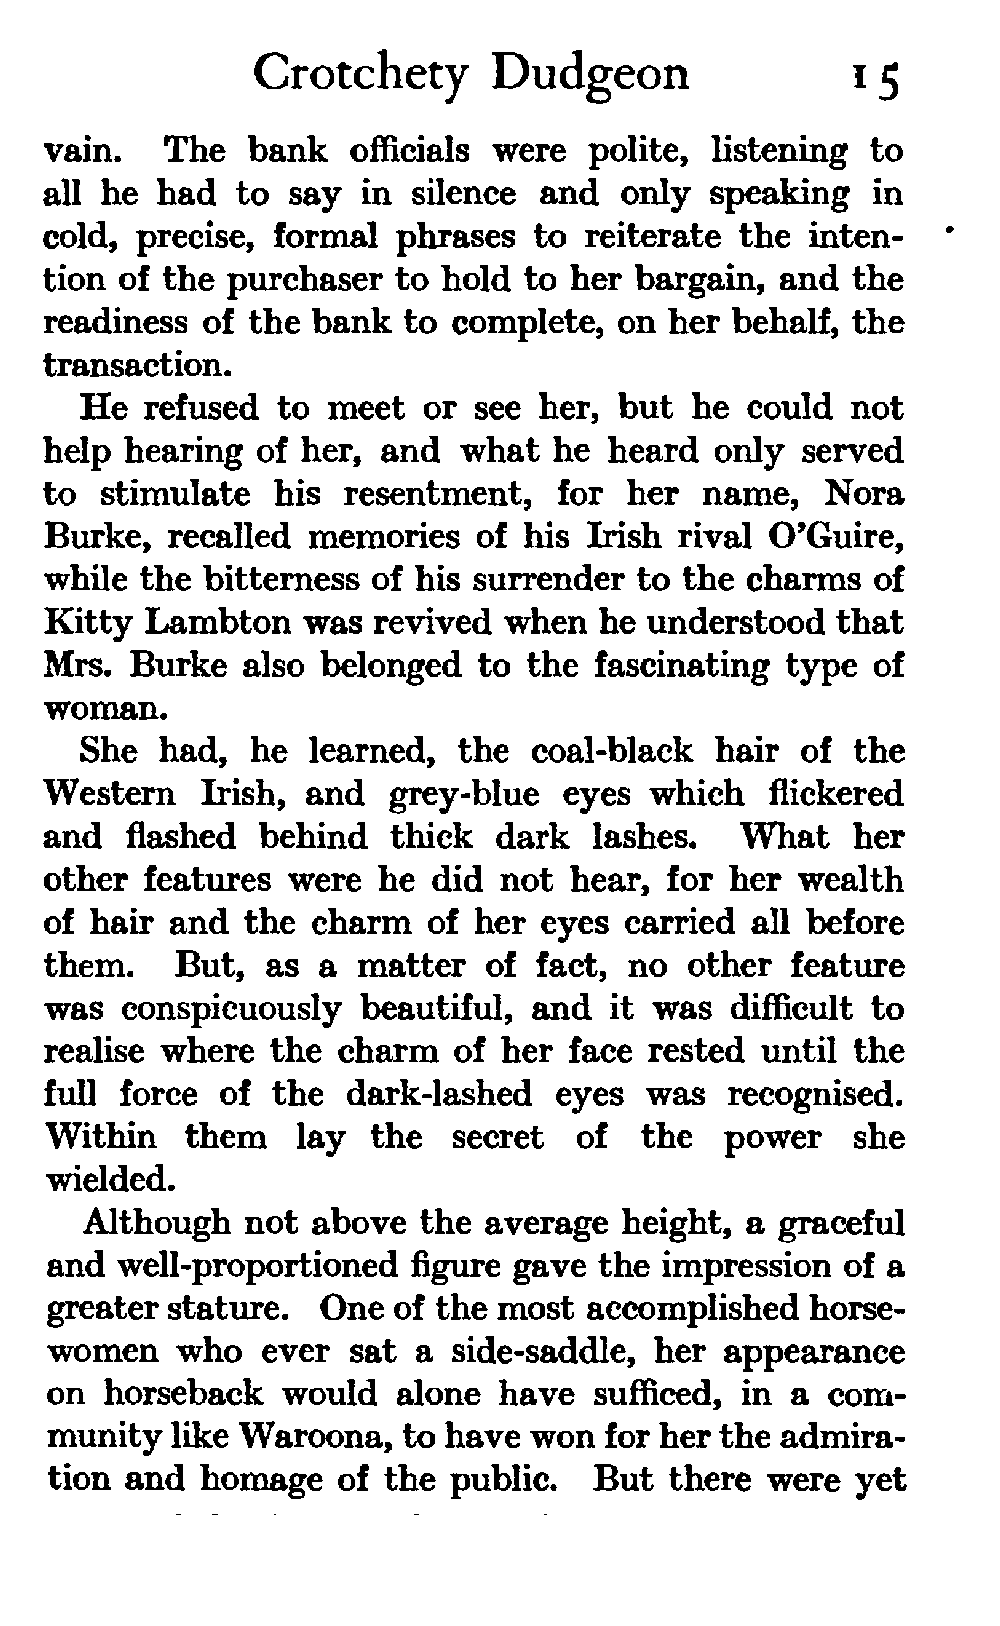 Crotchety Dudgeon 15
vain. The bank officials were polite, listening to
all he had to say in silence and only speaking in
cold, precise, formal phrases to reiterate the inten-
tion of the purchaser to hold to her bargain, and the
readiness of the bank to complete, on her behalf, the
transaction.
He refused to meet or see her, but he could not
help hearing of her, and what he heard only served
to stimulate his resentment, for her name, Nora
Burke, recalled memories of his Irish rival O'Guire,
while the bitterness of his surrender to the charms of
Kitty Lambton was revived when he understood that
Mrs. Burke also belonged to the fascinating type of
woman.
She had, he learned, the coal-black hair of the
Western Irish, and grey-blue eyes which flickered
and flashed behind thick dark lashes. What her
other features were he did not hear, for her wealth
of hair and the charm of her eyes carried all before
them. But, as a matter of fact, no other feature
was conspicuously beautiful, and it was difficult to
realise where the charm of her face rested until the
full force of the dark-lashed eyes was recognised.
Within them lay the secret of the power she
wielded.
Although not above the average height, a graceful
and well-proportioned figure gave the impression of a
greater stature. One of the most accomplished horse-
women who ever sat a side-saddle, her appearance
on horseback would alone have sufficed, in a com-
munity like Waroona, to have won for her the admira-
tion and homage of the public. But there were yet